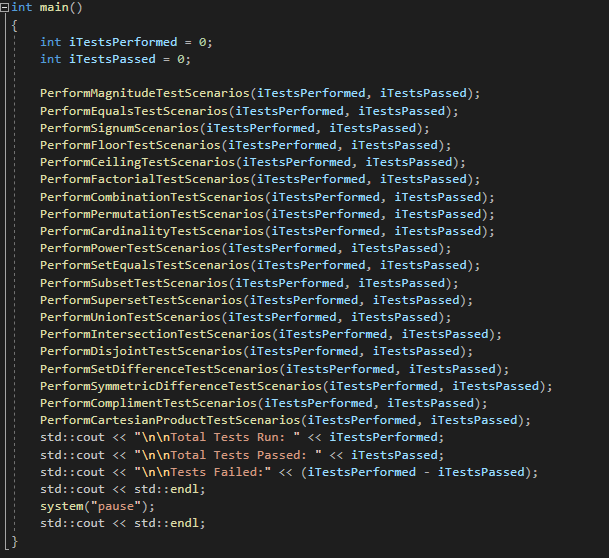 int main()
{
    int iTestsPerformed = 0;
    int iTestsPassed = 0;

    PerformMagnitudeTestScenarios(iTestsPerformed, iTestsPassed);
    PerformEqualsTestScenarios(iTestsPerformed, iTestsPassed);
    PerformSignumScenarios(iTestsPerformed, iTestsPassed);
    PerformFloorTestScenarios(iTestsPerformed, iTestsPassed);
    PerformCeilingTestScenarios(iTestsPerformed, iTestsPassed);
    PerformFactorialTestScenarios(iTestsPerformed, iTestsPassed);
    PerformCombinationTestScenarios(iTestsPerformed, iTestsPassed);
    PerformPermutationTestScenarios(iTestsPerformed, iTestsPassed);
    PerformCardinalityTestScenarios(iTestsPerformed, iTestsPassed);
    PerformPowerTestScenarios(iTestsPerformed, iTestsPassed);
    PerformSetEqualsTestScenarios(iTestsPerformed, iTestsPassed);
    PerformSubsetTestScenarios(iTestsPerformed, iTestsPassed);
    PerformSupersetTestScenarios(iTestsPerformed, iTestsPassed);
    PerformUnionTestScenarios(iTestsPerformed, iTestsPassed);
    PerformIntersectionTestScenarios(iTestsPerformed, iTestsPassed);
    PerformDisjointTestScenarios(iTestsPerformed, iTestsPassed);
    PerformSetDifferenceTestScenarios(iTestsPerformed, iTestsPassed);
    PerformSymmetricDifferenceTestScenarios(iTestsPerformed, iTestsPassed);
    PerformComplimentTestScenarios(iTestsPerformed, iTestsPassed);
    PerformCartesianProductTestScenarios(iTestsPerformed, iTestsPassed);
    std::cout << "\n\nTotal Tests Run: " << iTestsPerformed;
    std::cout << "\n\nTotal Tests Passed: " << iTestsPassed;
    std::cout << "\n\nTests Failed:" << (iTestsPerformed - iTestsPassed);
    std::cout << std::endl;
    system("pause");
    std::cout << std::endl;
}